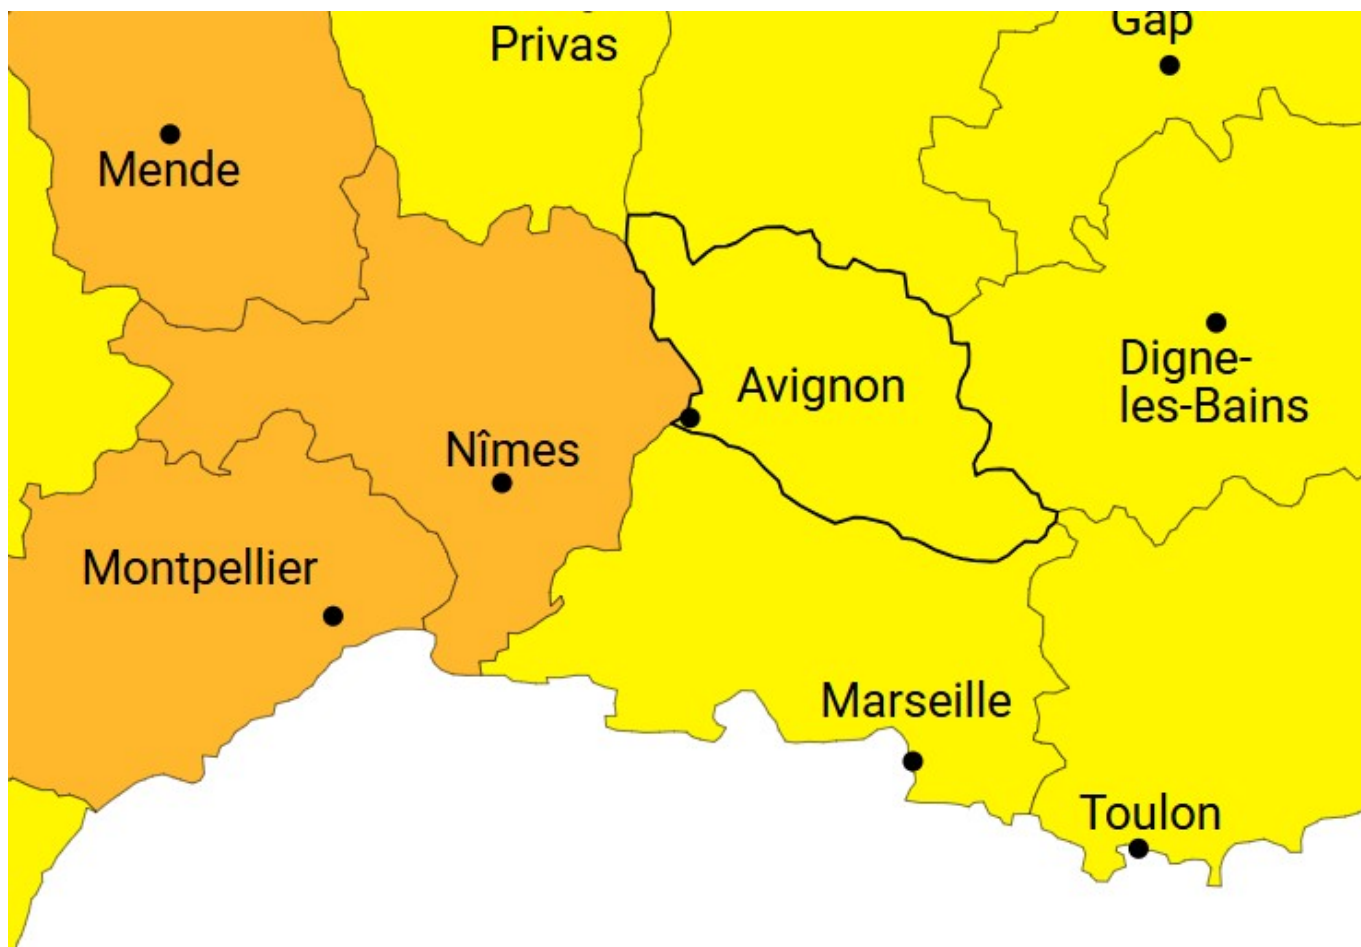 Gap
Privas
Mende
Digne-
les-Bains
Avignon
Nîmes
Montpellier
Marseille
Toulon